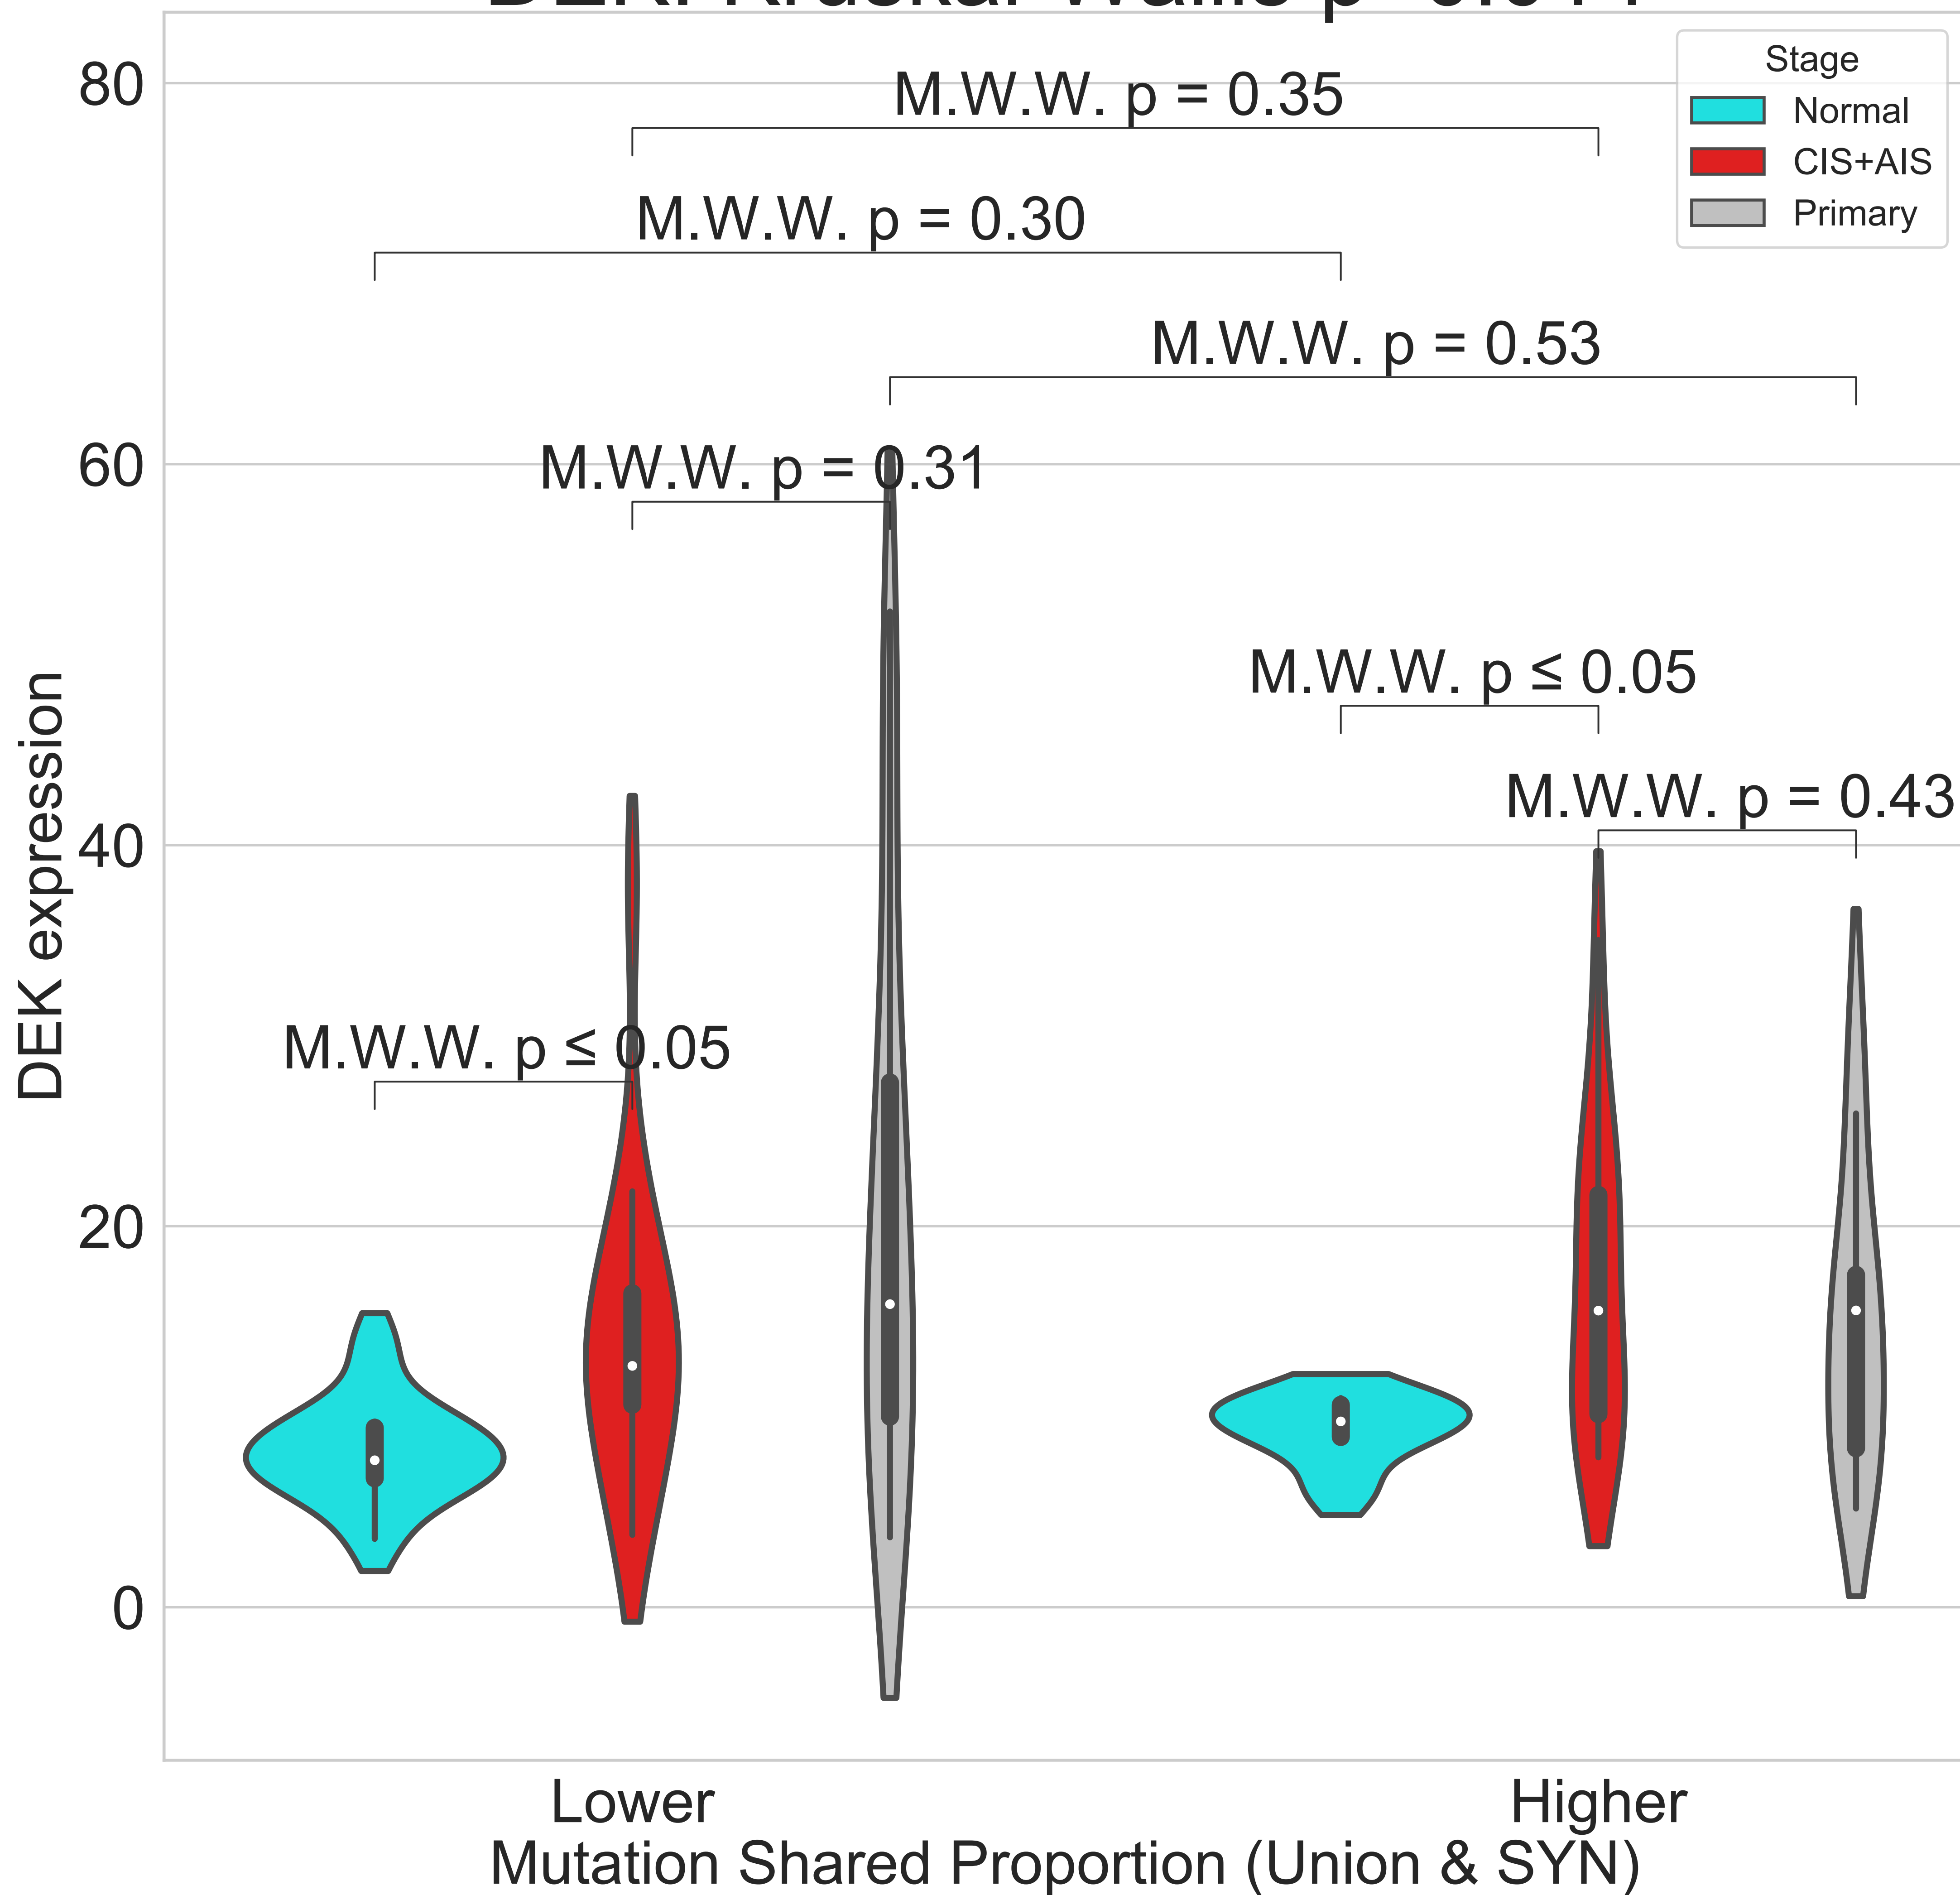 80
60
40
20
0
DEK expression
M.W.W. p = 0.35
M.W.W. p = 0.30
M.W.W. p = 0.53
M.W.W. p = 0.31
M.W.W. p ≤ 0.05
M.W.W. p = 0.43
M.W.W. p ≤ 0.05
Stage
Normal
CIS+AIS
Primary
Lower
Higher
Mutation Shared Proportion (Union & SYN)